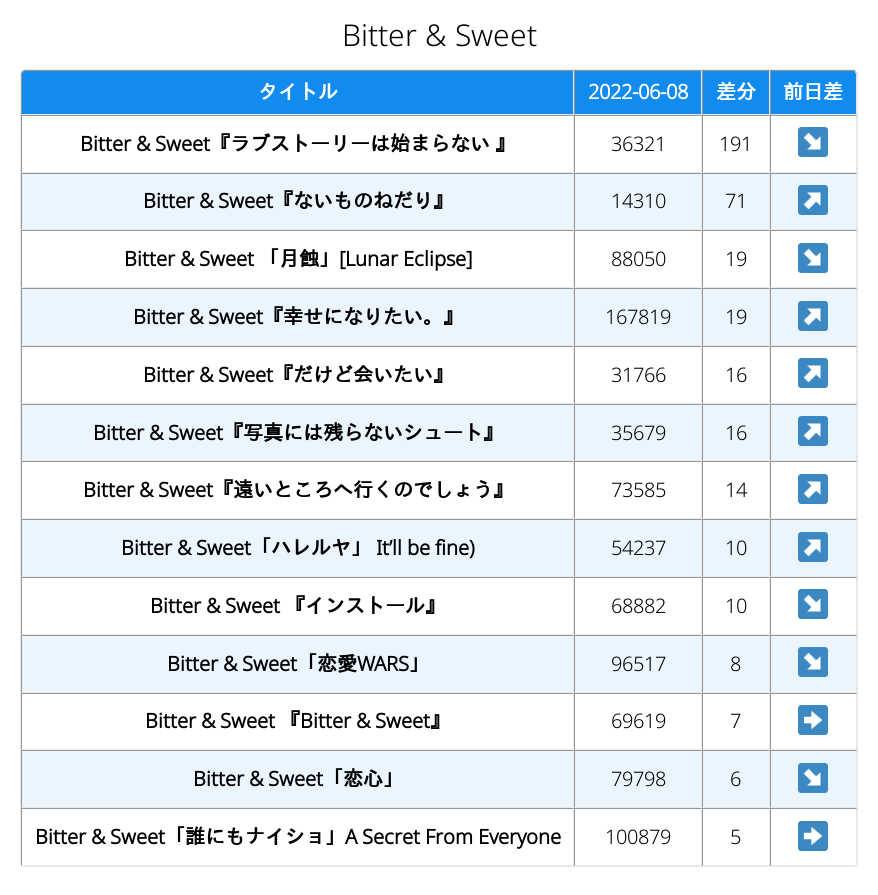 Bitter & Sweet
タイトル 2022-06-08 差分 前日差
Bitter & Sweet『ラブストーリーは始まらない 』 36321 191 ↘
Bitter & Sweet『ないものねだり』 14310 71 ↗
Bitter & Sweet 「月蝕」[Lunar Eclipse] 88050 19 ↘
Bitter & Sweet『幸せになりたい。』 167819 19 ↗
Bitter & Sweet『だけど会いたい』 31766 16 ↗
Bitter & Sweet『写真には残らないシュート』 35679 16 ↗
Bitter & Sweet『遠いところへ行くのでしょう』 73585 14 ↗
Bitter & Sweet「ハレルヤ」 It'll be fine) 54237 10 ↗
Bitter & Sweet 『インストール』 68882 10 ↘
Bitter & Sweet「恋愛WARS」 96517 8 ↘
Bitter & Sweet 『Bitter & Sweet』 69619 7 → 
Bitter & Sweet「恋心」 79798 6 ↘
Bitter & Sweet「誰にもナイショ」A Secret From Everyone 100879 5 →